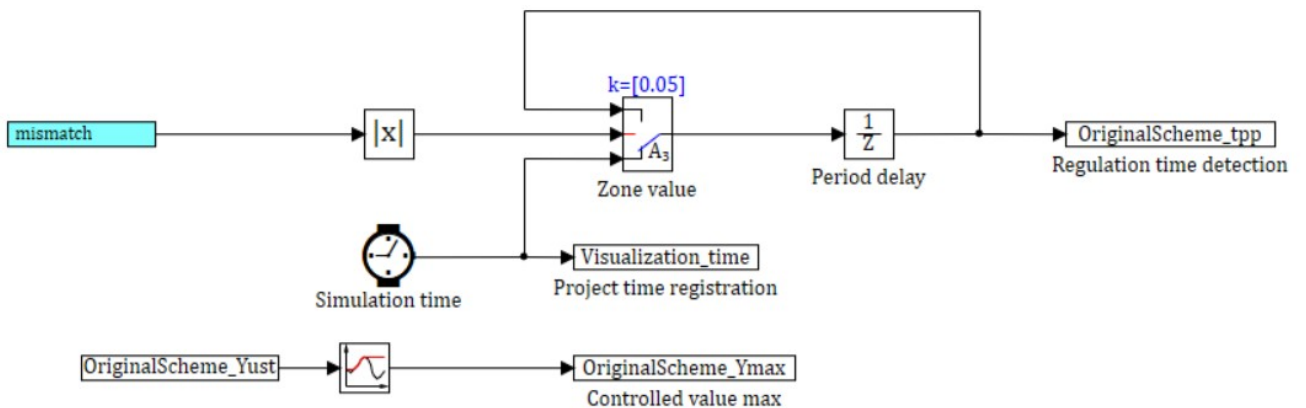 k=[0.05]
mismatch
|x|
A₃
1
Z
OriginalScheme_tpp
Regulation time detection
Zone value
Period delay
Visualization_time
Project time registration
Simulation time
OriginalScheme_Yust
OriginalScheme_Ymax
Controlled value max